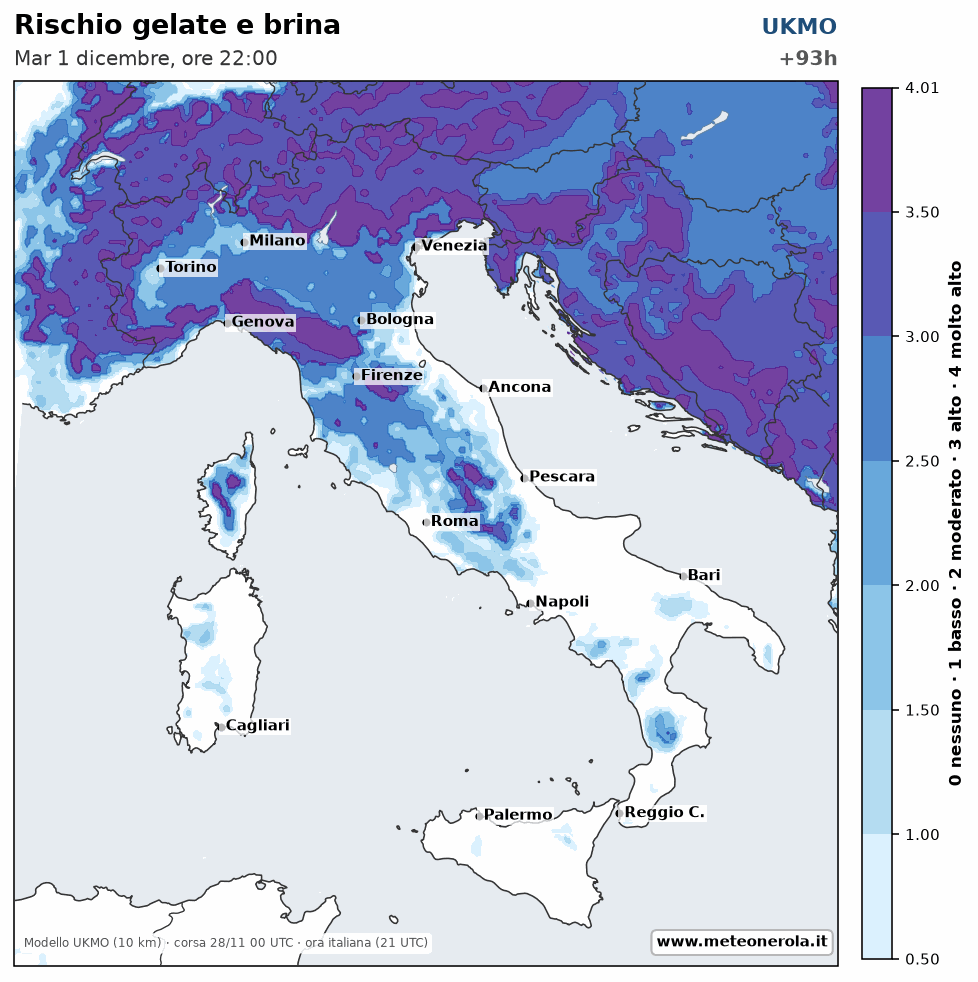 Rischio gelate e brina
UKMO
Mar 1 dicembre, ore 22:00
+93h
4.01
3.50
3.00
2.50
2.00
1.50
1.00
0.50
0 nessuno · 1 basso · 2 moderato · 3 alto · 4 molto alto
Milano
Venezia
Torino
Genova
Bologna
Firenze
Ancona
Pescara
Roma
Bari
Napoli
Cagliari
Palermo
Reggio C.
Modello UKMO (10 km) · corsa 28/11 00 UTC · ora italiana (21 UTC)
www.meteonerola.it